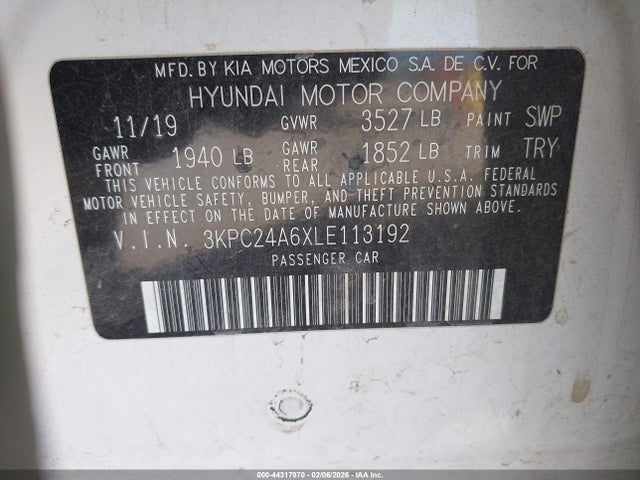 MFD. BY KIA MOTORS MEXICO S.A. DE C.V. FOR
HYUNDAI MOTOR COMPANY
11/19 GVWR 3527 LB PAINT SWP
GAWR FRONT 1940 LB GAWR REAR 1852 LB TRIM TRY
THIS VEHICLE CONFORMS TO ALL APPLICABLE U.S.A. FEDERAL
MOTOR VEHICLE SAFETY, BUMPER, AND THEFT PREVENTION STANDARDS
IN EFFECT ON THE DATE OF MANUFACTURE SHOWN ABOVE.
V.I.N. 3KPC24A6XLE113192
PASSENGER CAR
000-44317970 | 02/06/2026 - IAA Inc.